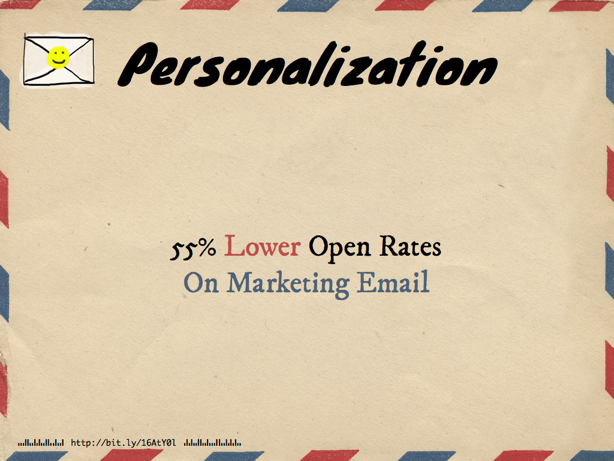 Personalization
55% Lower Open Rates
On Marketing Email
http://bit.ly/16AtY0l